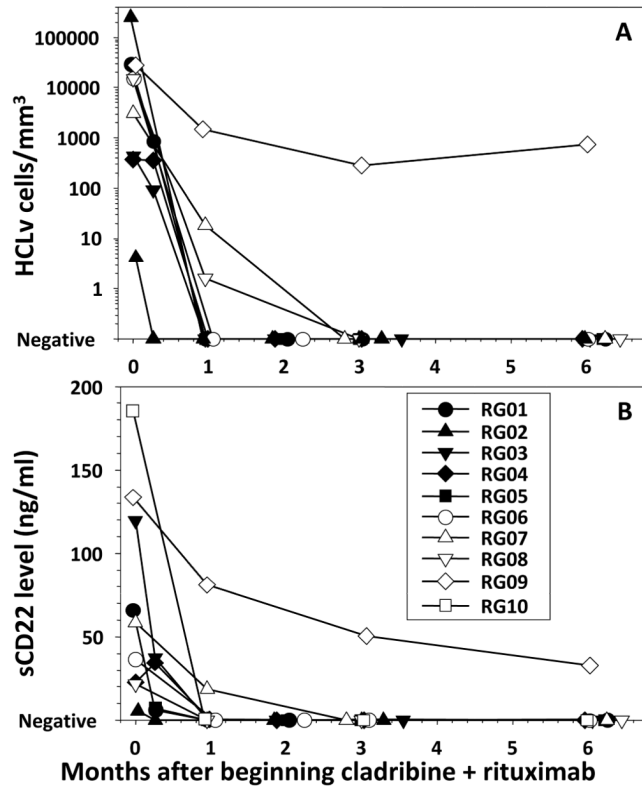 A
HCLv cells/mm³
100000
10000
1000
100
10
1
Negative
0 1 2 3 4 5 6
B
sCD22 level (ng/ml)
200
150
100
50
Negative
RG01
RG02
RG03
RG04
RG05
RG06
RG07
RG08
RG09
RG10
0 1 2 3 4 5 6
Months after beginning cladribine + rituximab